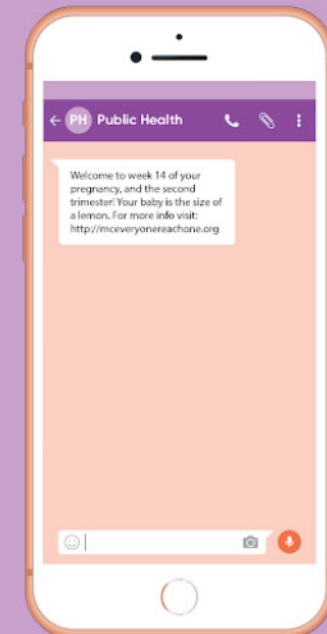 PH Public Health
Welcome to week 14 of your
pregnancy, and the second
trimester! Your baby is the size of
a lemon. For more info visit:
http://mceveryonereachone.org